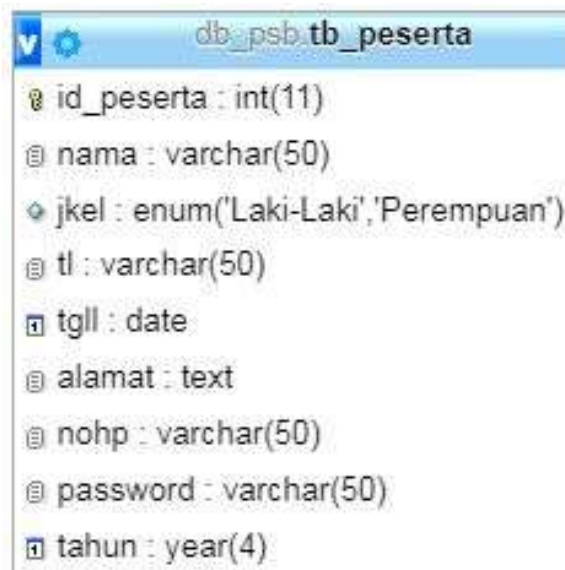 v db_psb.tb_peserta
id_peserta : int(11)
nama : varchar(50)
jkel : enum('Laki-Laki','Perempuan')
tl : varchar(50)
tgll : date
alamat : text
nohp : varchar(50)
password : varchar(50)
tahun : year(4)